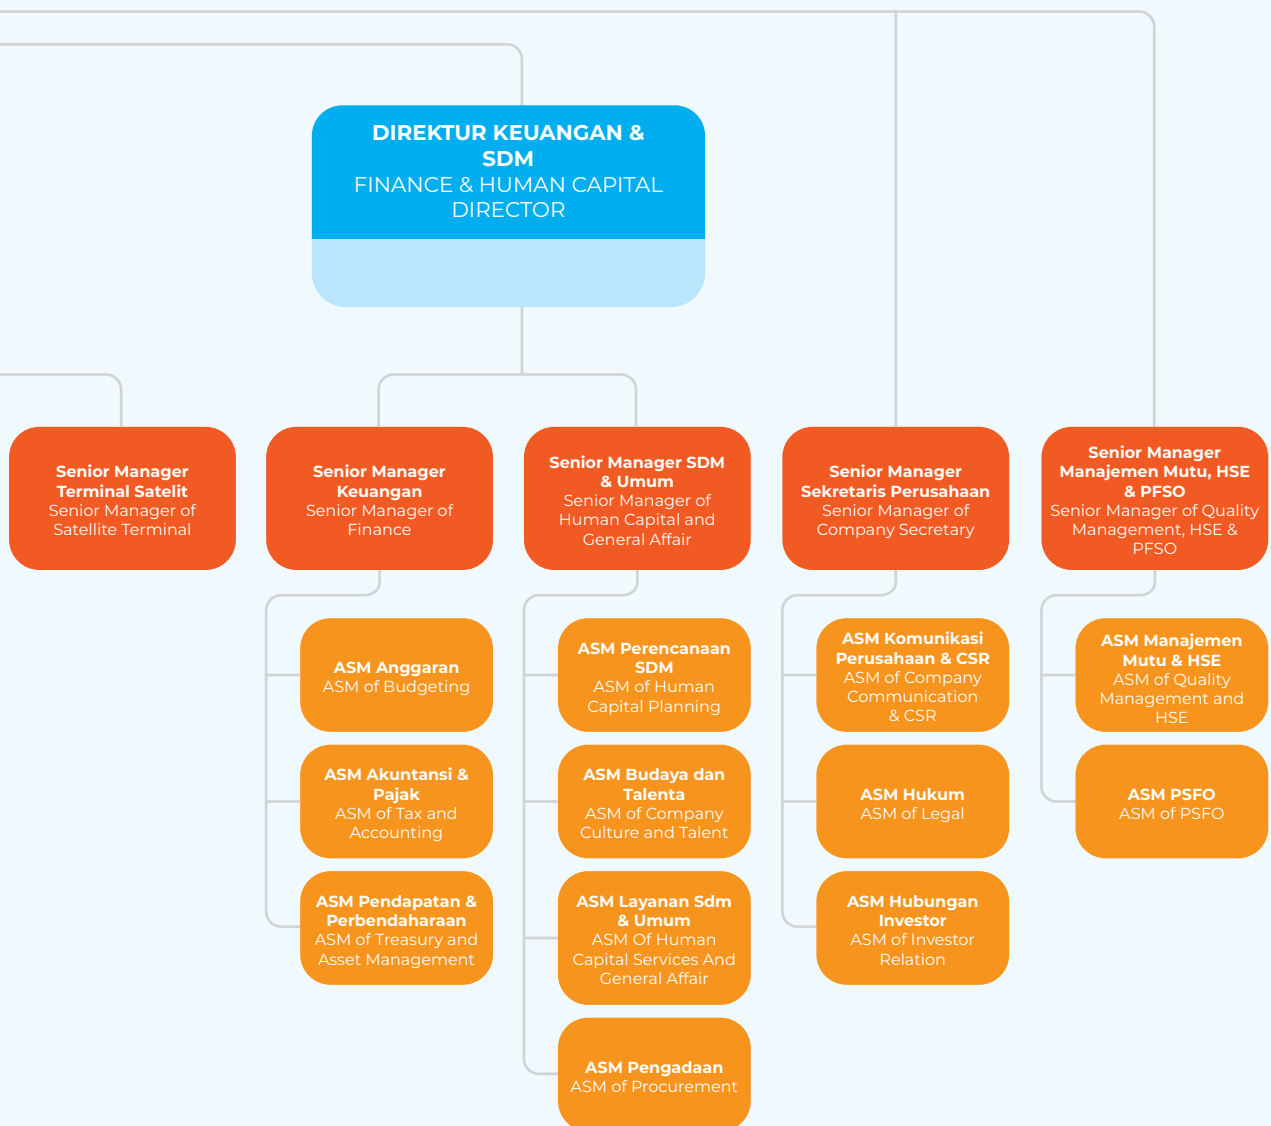 DIREKTUR KEUANGAN &
SDM
FINANCE & HUMAN CAPITAL
DIRECTOR
Senior Manager
Terminal Satelit
Senior Manager of
Satellite Terminal
Senior Manager
Keuangan
Senior Manager of
Finance
Senior Manager SDM
& Umum
Senior Manager of
Human Capital and
General Affair
Senior Manager
Sekretaris Perusahaan
Senior Manager of
Company Secretary
Senior Manager
Manajemen Mutu, HSE
& PFSO
Senior Manager of Quality
Management, HSE &
PFSO
ASM Anggaran
ASM of Budgeting
ASM Akuntansi &
Pajak
ASM of Tax and
Accounting
ASM Pendapatan &
Perbendaharaan
ASM of Treasury and
Asset Management
ASM Perencanaan
SDM
ASM of Human
Capital Planning
ASM Budaya dan
Talenta
ASM of Company
Culture and Talent
ASM Layanan Sdm
& Umum
ASM Of Human
Capital Services And
General Affair
ASM Pengadaan
ASM of Procurement
ASM Komunikasi
Perusahaan & CSR
ASM of Company
Communication
& CSR
ASM Hukum
ASM of Legal
ASM Hubungan
Investor
ASM of Investor
Relation
ASM Manajemen
Mutu & HSE
ASM of Quality
Management and
HSE
ASM PSFO
ASM of PSFO